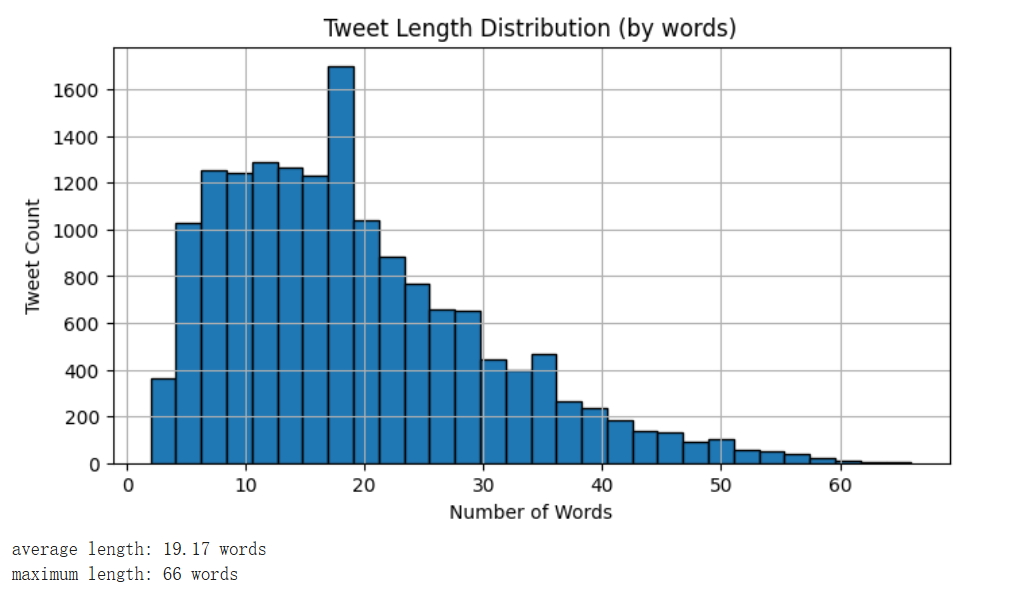 Tweet Length Distribution (by words)
1600
1400
1200
1000
800
600
400
200
0
Tweet Count
0 10 20 30 40 50 60
Number of Words
average length: 19.17 words
maximum length: 66 words